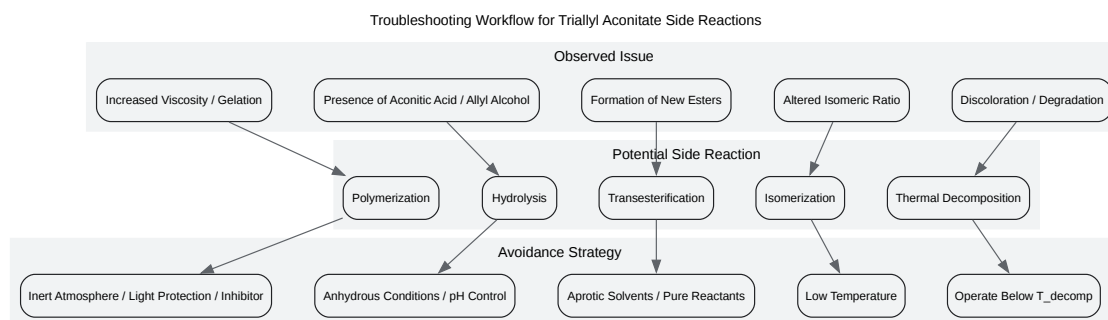 Troubleshooting Workflow for Triallyl Aconitate Side Reactions
Observed Issue
Increased Viscosity / Gelation
Presence of Aconitic Acid / Allyl Alcohol
Formation of New Esters
Altered Isomeric Ratio
Discoloration / Degradation
Potential Side Reaction
Polymerization
Hydrolysis
Transesterification
Isomerization
Thermal Decomposition
Avoidance Strategy
Inert Atmosphere / Light Protection / Inhibitor
Anhydrous Conditions / pH Control
Aprotic Solvents / Pure Reactants
Low Temperature
Operate Below T_decomp